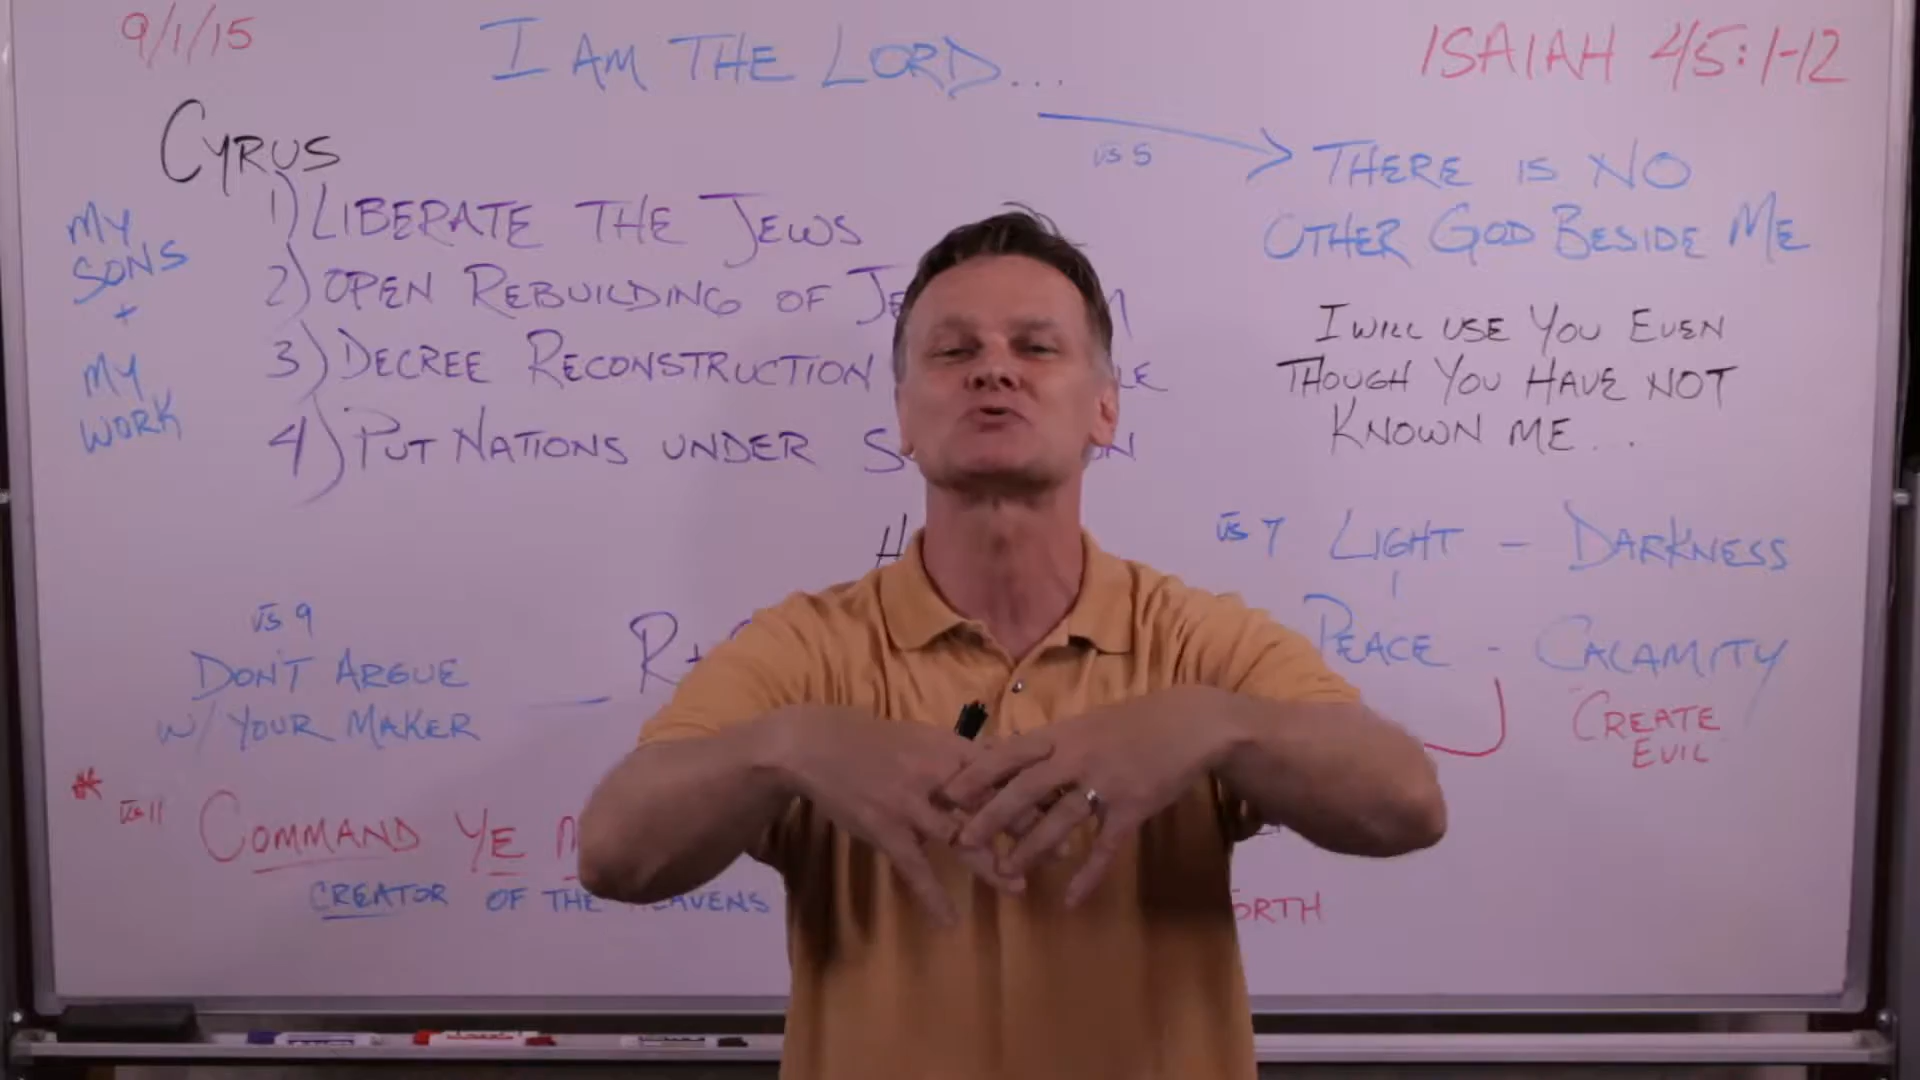 9/1/15
I AM THE LORD...
ISAIAH 45:1-12
CYRUS
vs 5
THERE IS NO
OTHER GOD BESIDE ME
MY
SONS
+
MY
WORK
1) LIBERATE THE JEWS
2) OPEN REBUILDING OF
3) DECREE RECONSTRUCTION
4) PUT NATIONS UNDER
I WILL USE YOU EVEN
THOUGH YOU HAVE NOT
KNOWN ME...
vs 7 LIGHT - DARKNESS
PEACE - CALAMITY
CREATE
EVIL
vs 9
DON'T ARGUE
W/ YOUR MAKER
* vs 11 COMMAND YE
CREATOR OF THE HEAVENS